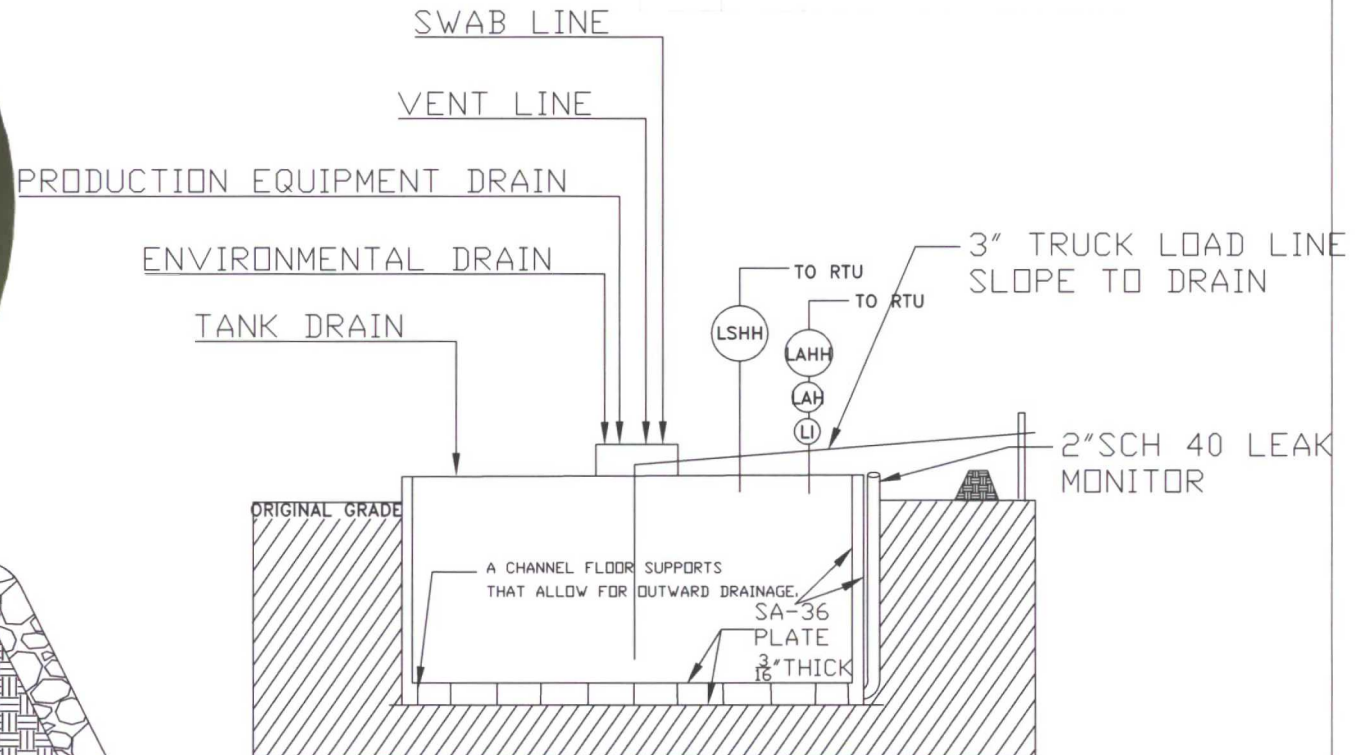 SWAB LINE
VENT LINE
PRODUCTION EQUIPMENT DRAIN
ENVIRONMENTAL DRAIN
TANK DRAIN
TO RTU
TO RTU
3" TRUCK LOAD LINE
SLOPE TO DRAIN
LSHH
LAHH
LAH
LI
2"SCH 40 LEAK
MONITOR
ORIGINAL GRADE
A CHANNEL FLOOR SUPPORTS
THAT ALLOW FOR OUTWARD DRAINAGE.
SA-36
PLATE
3/16"THICK